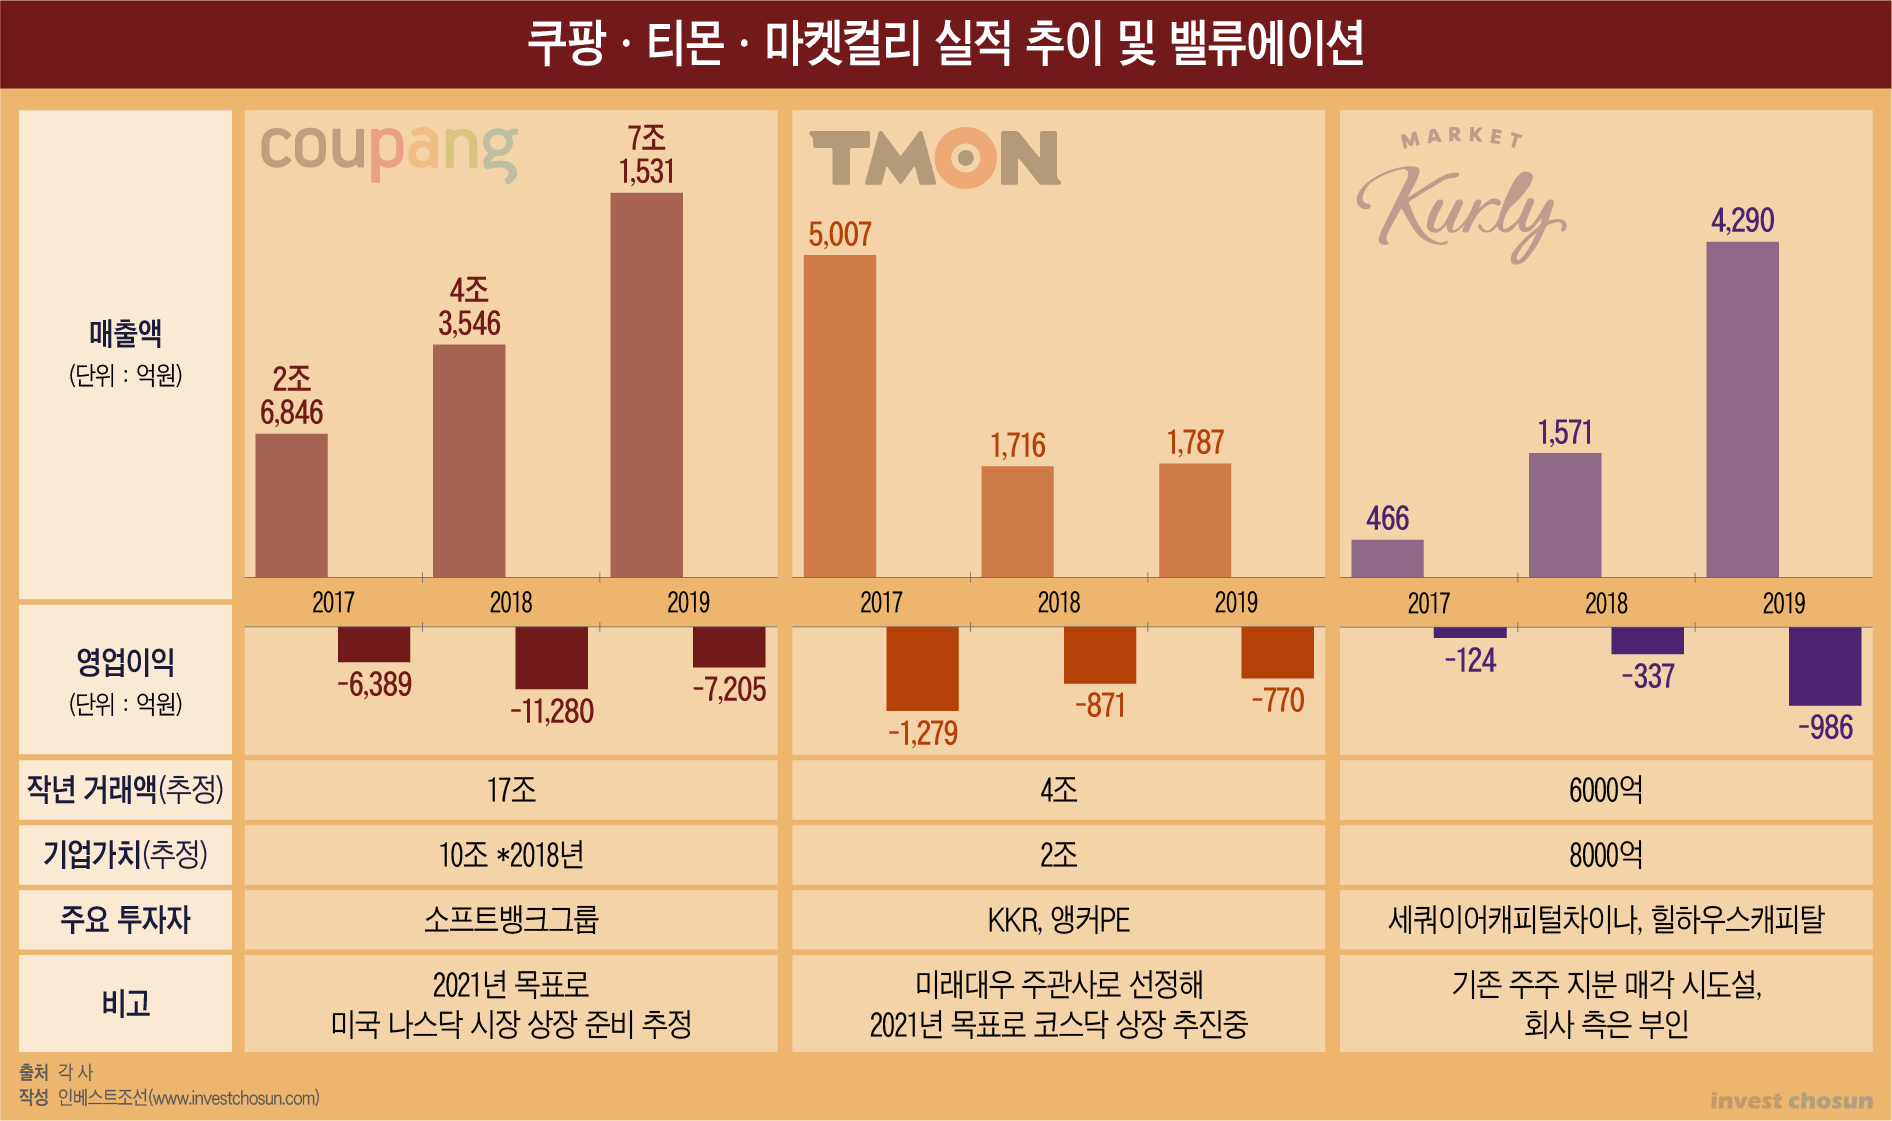 쿠팡 · 티몬 · 마켓컬리 실적 추이 및 밸류에이션
매출액
(단위 : 억원)
coupang
2조
6,846
4조
3,546
7조
1,531
2017
2018
2019
TMON
5,007
1,716
1,787
2017
2018
2019
MARKET
Kurly
466
1,571
4,290
2017
2018
2019
영업이익
(단위 : 억원)
-6,389
-11,280
-7,205
-1,279
-871
-770
-124
-337
-986
작년 거래액(추정)
17조
4조
6000억
기업가치(추정)
10조 *2018년
2조
8000억
주요 투자자
소프트뱅크그룹
KKR, 앵커PE
세쿼이어캐피털차이나, 힐하우스캐피탈
비고
2021년 목표로
미국 나스닥 시장 상장 준비 추정
미래대우 주관사로 선정해
2021년 목표로 코스닥 상장 추진중
기존 주주 지분 매각 시도설,
회사 측은 부인
출처 각 사
작성 인베스트조선(www.investchosun.com)
invest chosun